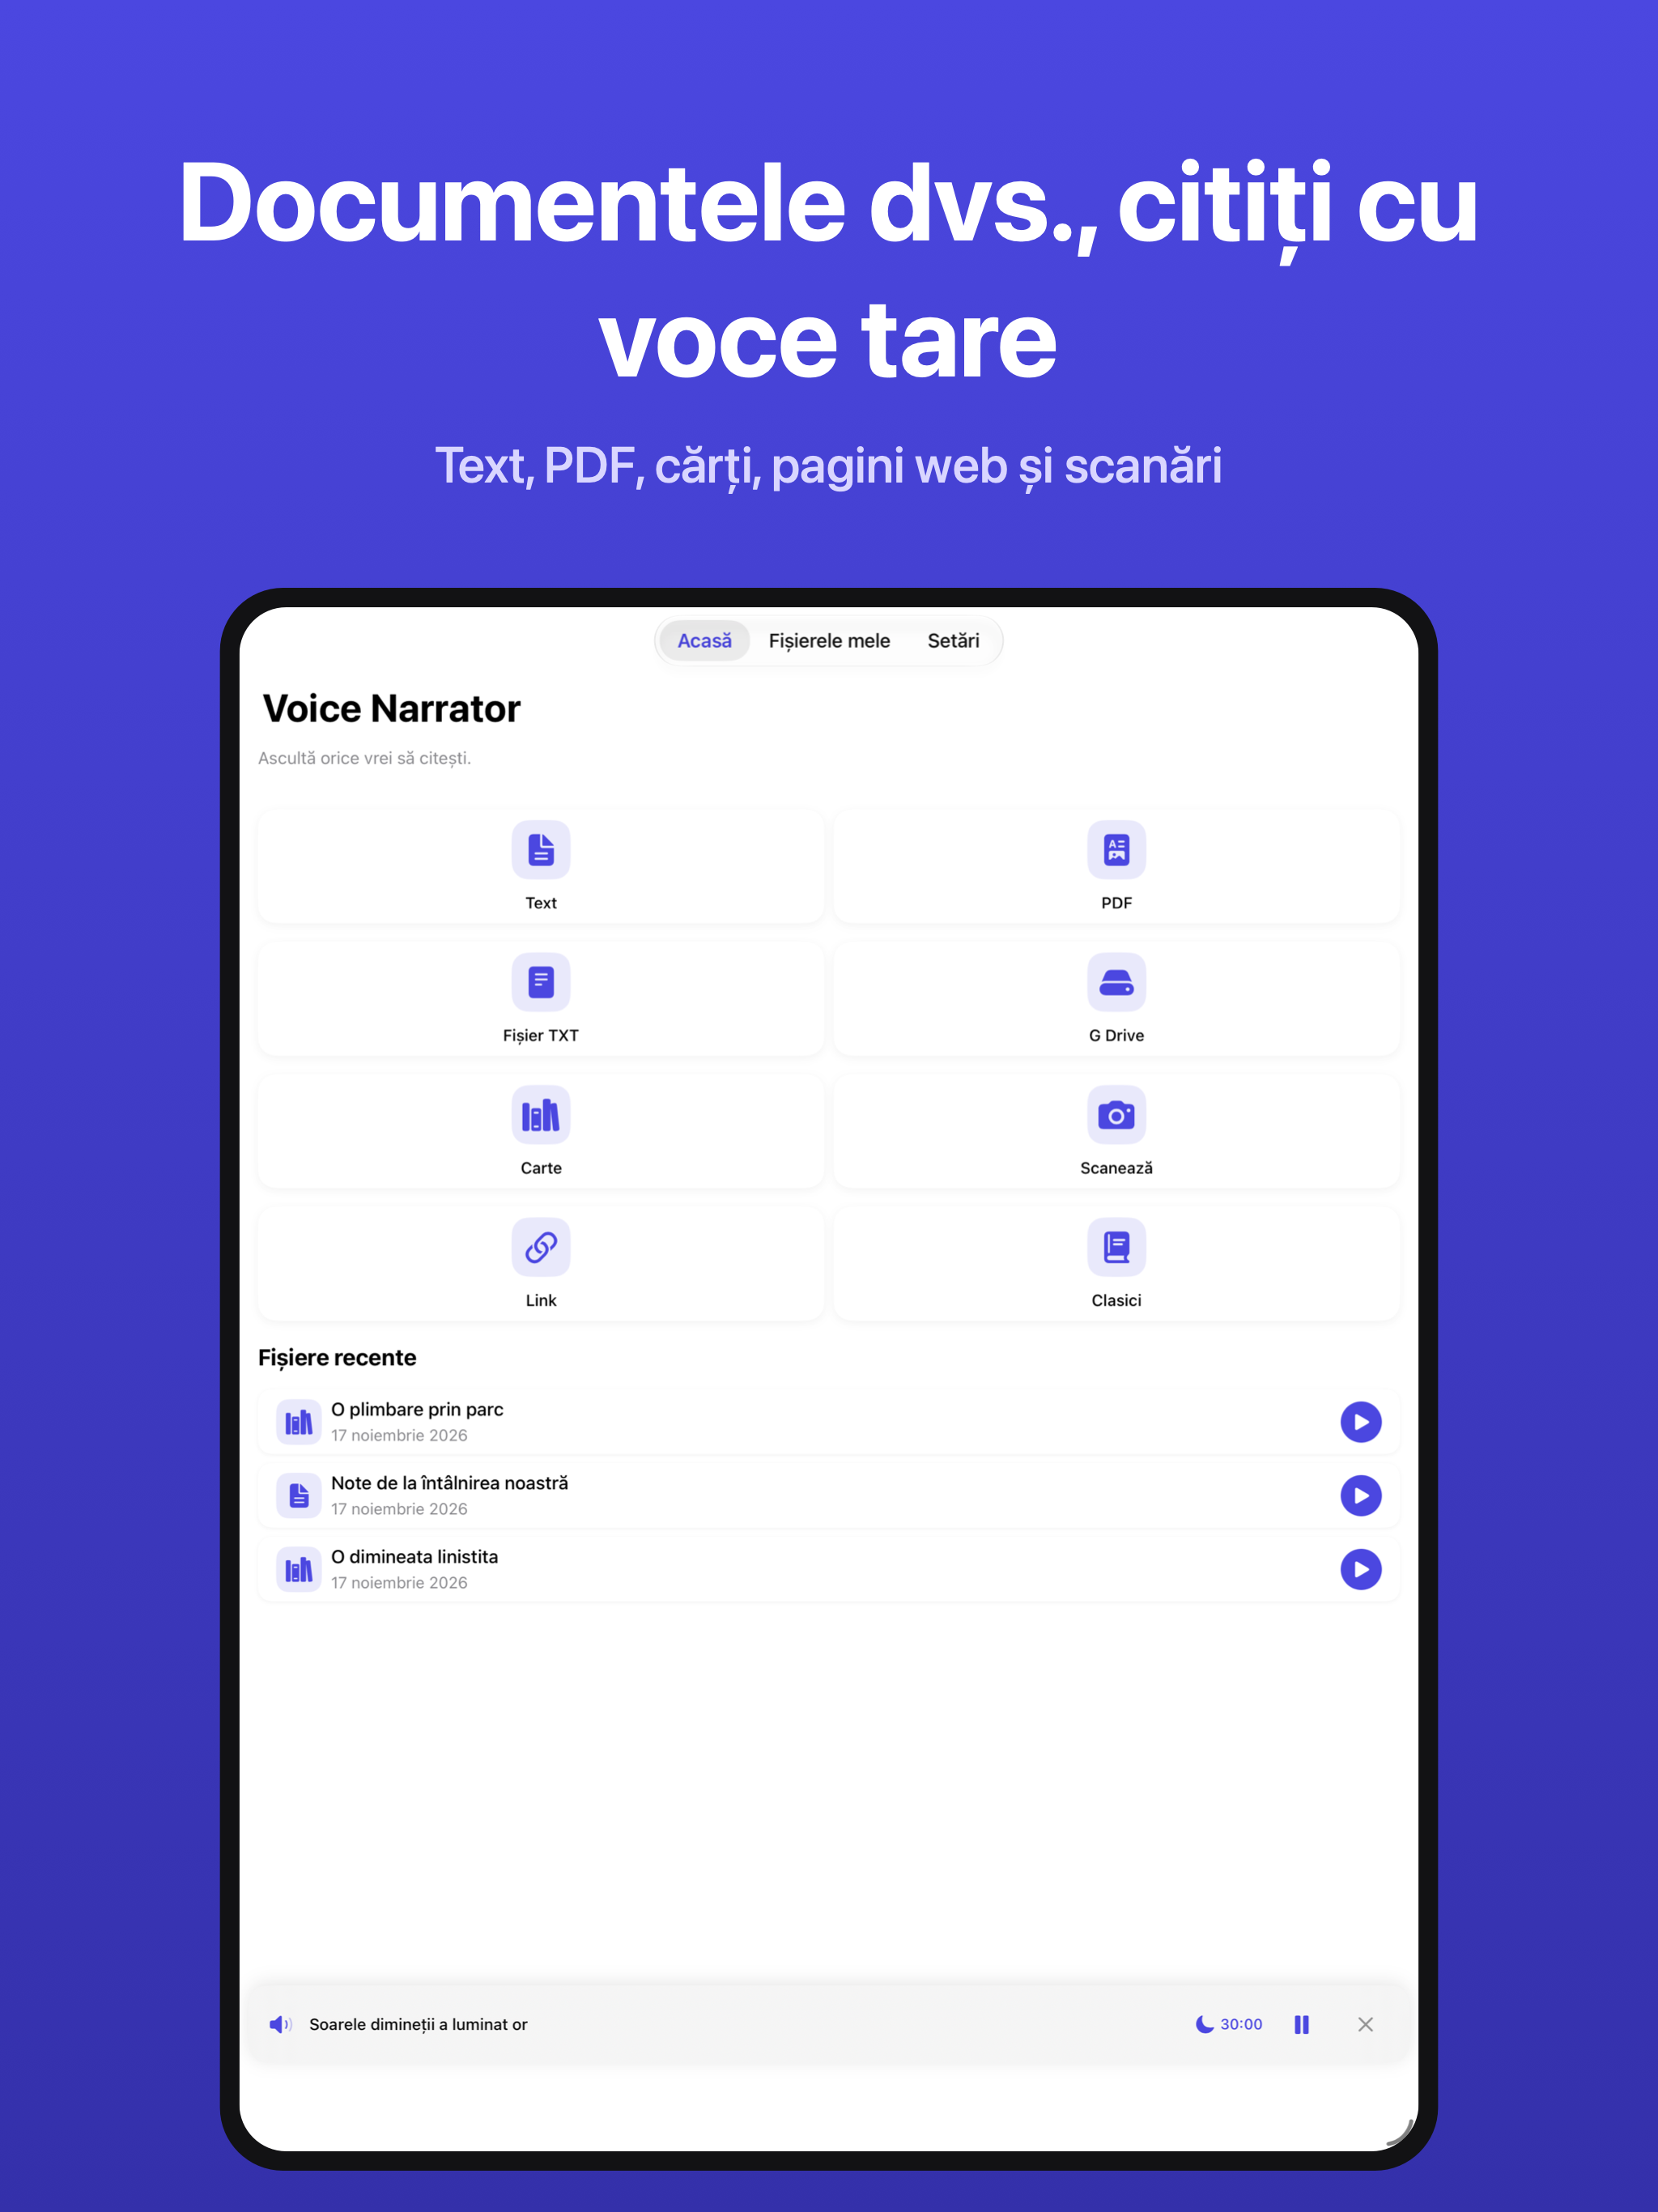 Documentele dvs., citiți cu
voce tare
Text, PDF, cărți, pagini web și scanări
Acasă Fișierele mele Setări
Voice Narrator
Ascultă orice vrei să citești.
Text PDF
Fișier TXT G Drive
Carte Scanează
Link Clasici
Fișiere recente
O plimbare prin parc
17 noiembrie 2026
Note de la întâlnirea noastră
17 noiembrie 2026
O dimineata linistita
17 noiembrie 2026
Soarele dimineții a luminat or 30:00